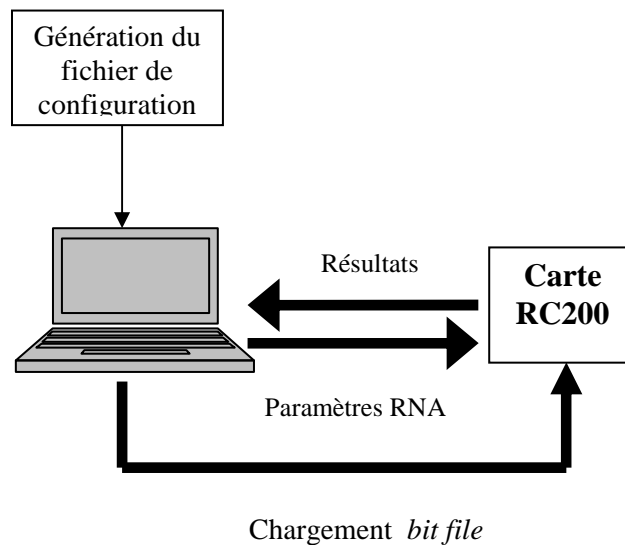 Génération du
fichier de
configuration
Résultats
Carte
RC200
Paramètres RNA
Chargement bit file